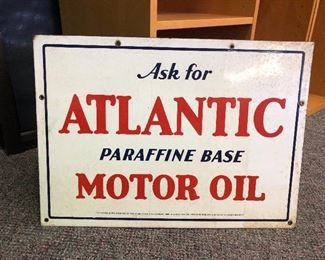 Ask for
ATLANTIC
PARAFFINE BASE
MOTOR OIL